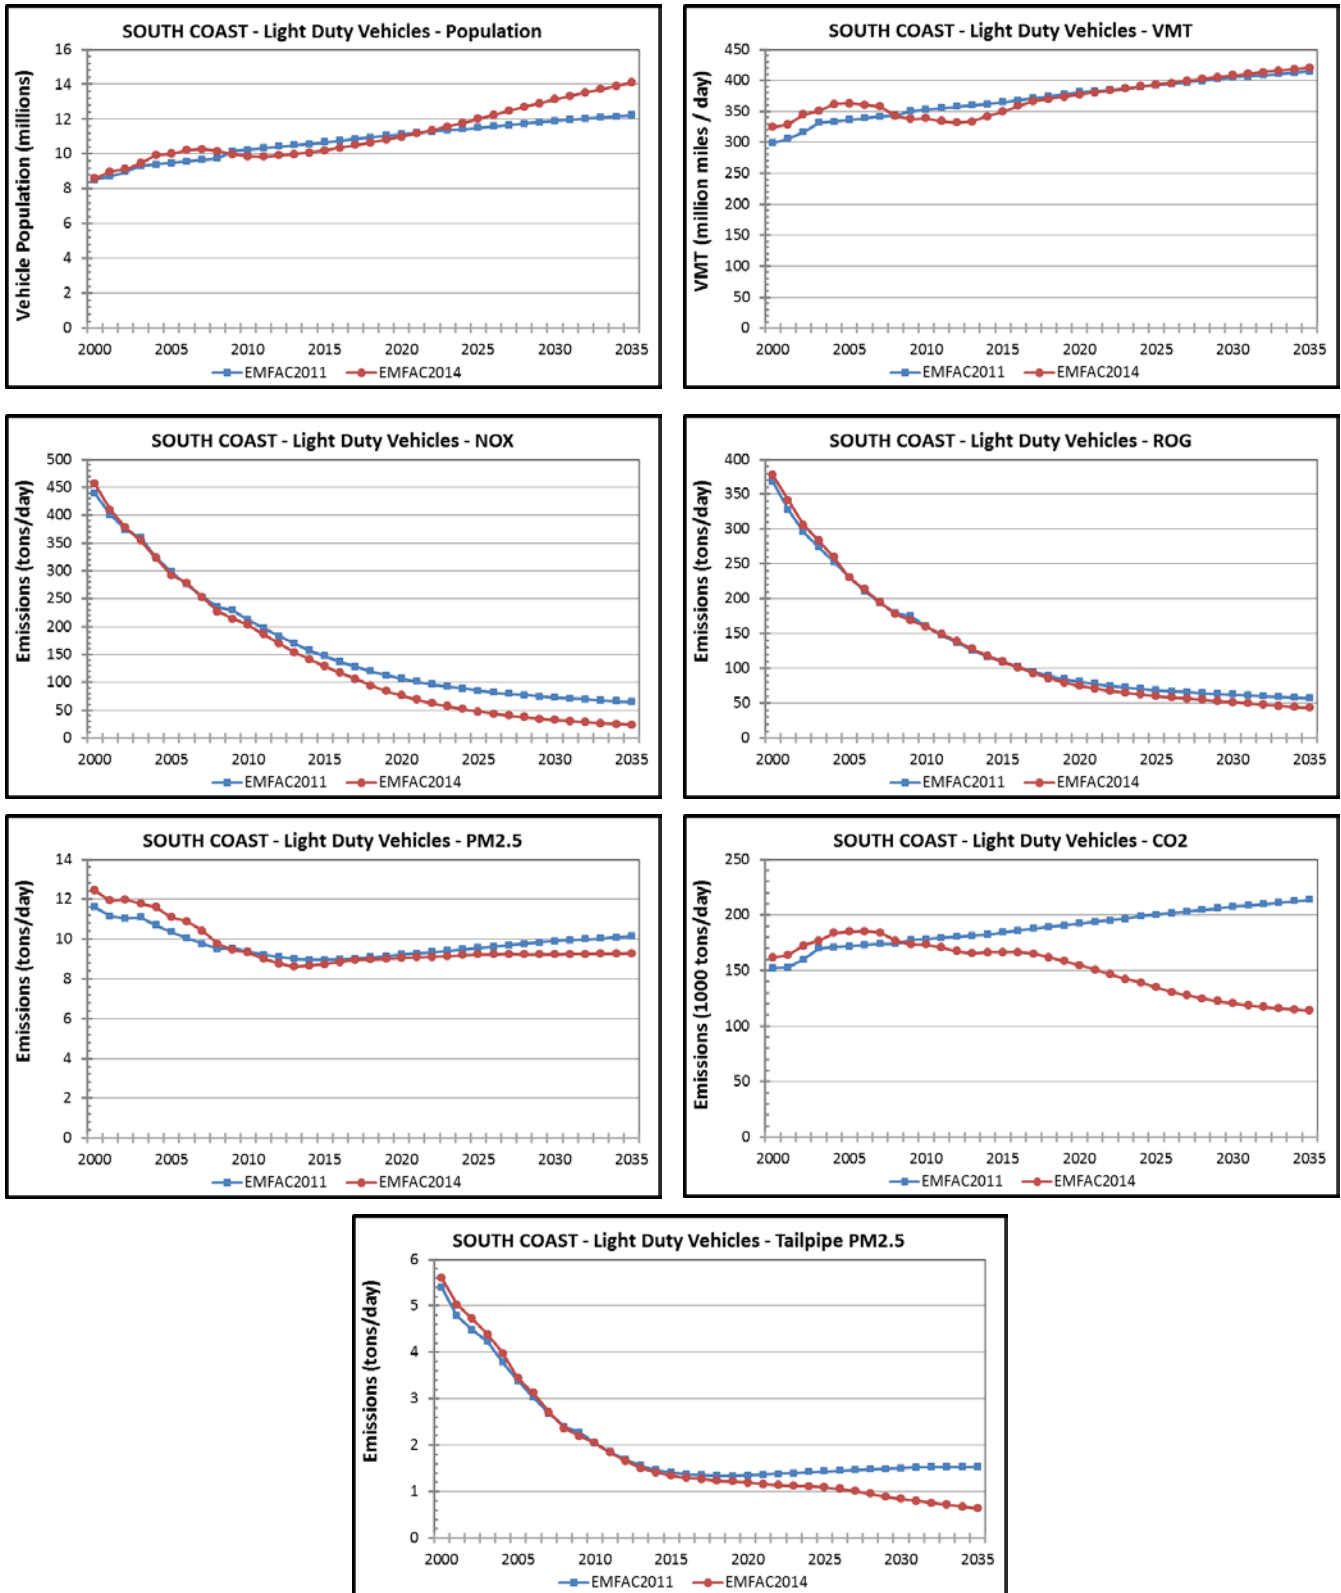 SOUTH COAST - Light Duty Vehicles - Population
Vehicle Population (millions)
16
14
12
10
8
6
4
2
0
2000 2005 2010 2015 2020 2025 2030 2035
EMFAC2011 EMFAC2014
SOUTH COAST - Light Duty Vehicles - VMT
VMT (million miles / day)
450
400
350
300
250
200
150
100
50
0
2000 2005 2010 2015 2020 2025 2030 2035
EMFAC2011 EMFAC2014
SOUTH COAST - Light Duty Vehicles - NOX
Emissions (tons/day)
500
450
400
350
300
250
200
150
100
50
0
2000 2005 2010 2015 2020 2025 2030 2035
EMFAC2011 EMFAC2014
SOUTH COAST - Light Duty Vehicles - ROG
Emissions (tons/day)
400
350
300
250
200
150
100
50
0
2000 2005 2010 2015 2020 2025 2030 2035
EMFAC2011 EMFAC2014
SOUTH COAST - Light Duty Vehicles - PM2.5
Emissions (tons/day)
14
12
10
8
6
4
2
0
2000 2005 2010 2015 2020 2025 2030 2035
EMFAC2011 EMFAC2014
SOUTH COAST - Light Duty Vehicles - CO2
Emissions (1000 tons/day)
250
200
150
100
50
0
2000 2005 2010 2015 2020 2025 2030 2035
EMFAC2011 EMFAC2014
SOUTH COAST - Light Duty Vehicles - Tailpipe PM2.5
Emissions (tons/day)
6
5
4
3
2
1
0
2000 2005 2010 2015 2020 2025 2030 2035
EMFAC2011 EMFAC2014